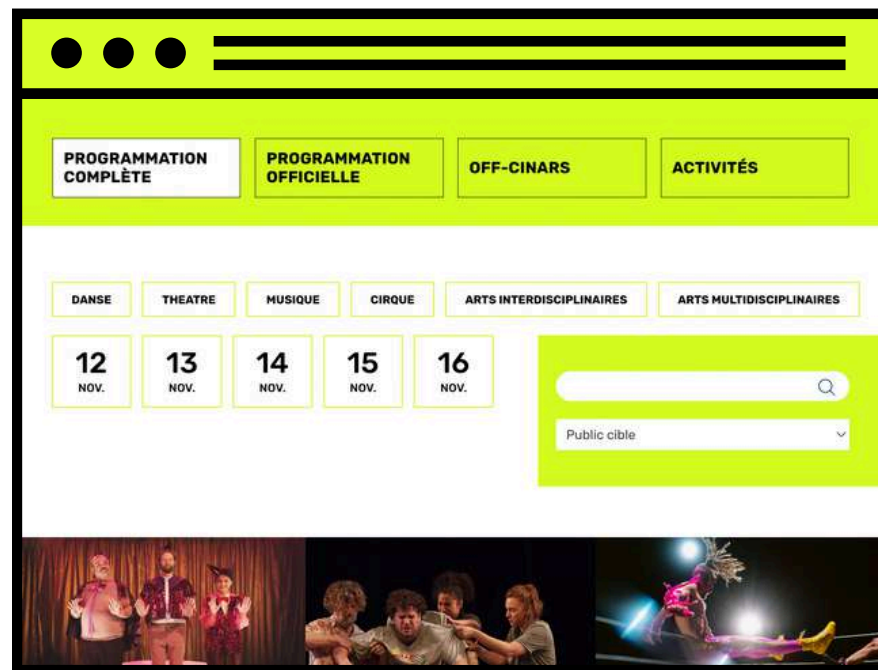 PROGRAMMATION
COMPLÈTE
PROGRAMMATION
OFFICIELLE
OFF-CINARS
ACTIVITÉS
DANSE
THEATRE
MUSIQUE
CIRQUE
ARTS INTERDISCIPLINAIRES
ARTS MULTIDISCIPLINAIRES
12
NOV.
13
NOV.
14
NOV.
15
NOV.
16
NOV.
Public cible